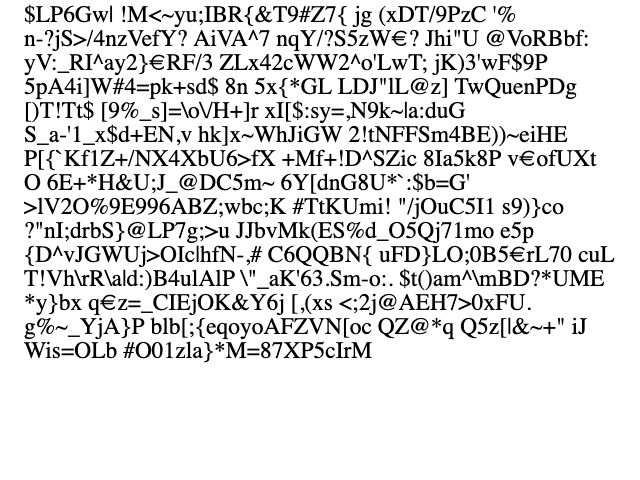 $LP6Gw| !M<~yu;IBR{&T9#Z7{ jg (xDT/9PzC '%
n-?jS>/4nzVefY? AiVA^7 nqY/?S5zW€? Jhi"U @VoRBbf:
yV:_RI^ay2}€RF/3 ZLx42cWW2^o'LwT; jK)3'wF$9P
5pA4i]W#4=pk+sd$ 8n 5x{*GL LDJ"lL@z] TwQuenPDg
[)T!Tt$ [9%_s]=\o\/H+]r xI[$:sy=,N9k~|a:duG
S_a-'1_x$d+EN,v hk]x~WhJiGW 2!tNFFSm4BE))~eiHE
P[{`Kf1Z+/NX4XbU6>fX +Mf+!D^SZic 8Ia5k8P v€ofUXt
O 6E+*H&U;J_@DC5m~ 6Y[dnG8U*`:$b=G'
>lV2O%9E996ABZ;wbc;K #TtKUmi! "/jOuC5I1 s9)}co
?"nI;drbS}@LP7g;>u JJbvMk(ES%d_O5Qj71mo e5p
{D^vJGWUj>OIc|hfN-,# C6QQBN{ uFD}LO;0B5€rL70 cuL
T!Vh\rR\a|d:)B4ulAlP \"_aK'63.Sm-o:. $t()am^\mBD?*UME
*y}bx q€z=_CIEjOK&Y6j [,(xs <;2j@AEH7>0xFU.
g%~_YjA}P blb[;{eqoyoAFZVN[oc QZ@*q Q5z[|&~+" iJ
Wis=OLb #O01zla}*M=87XP5cIrM